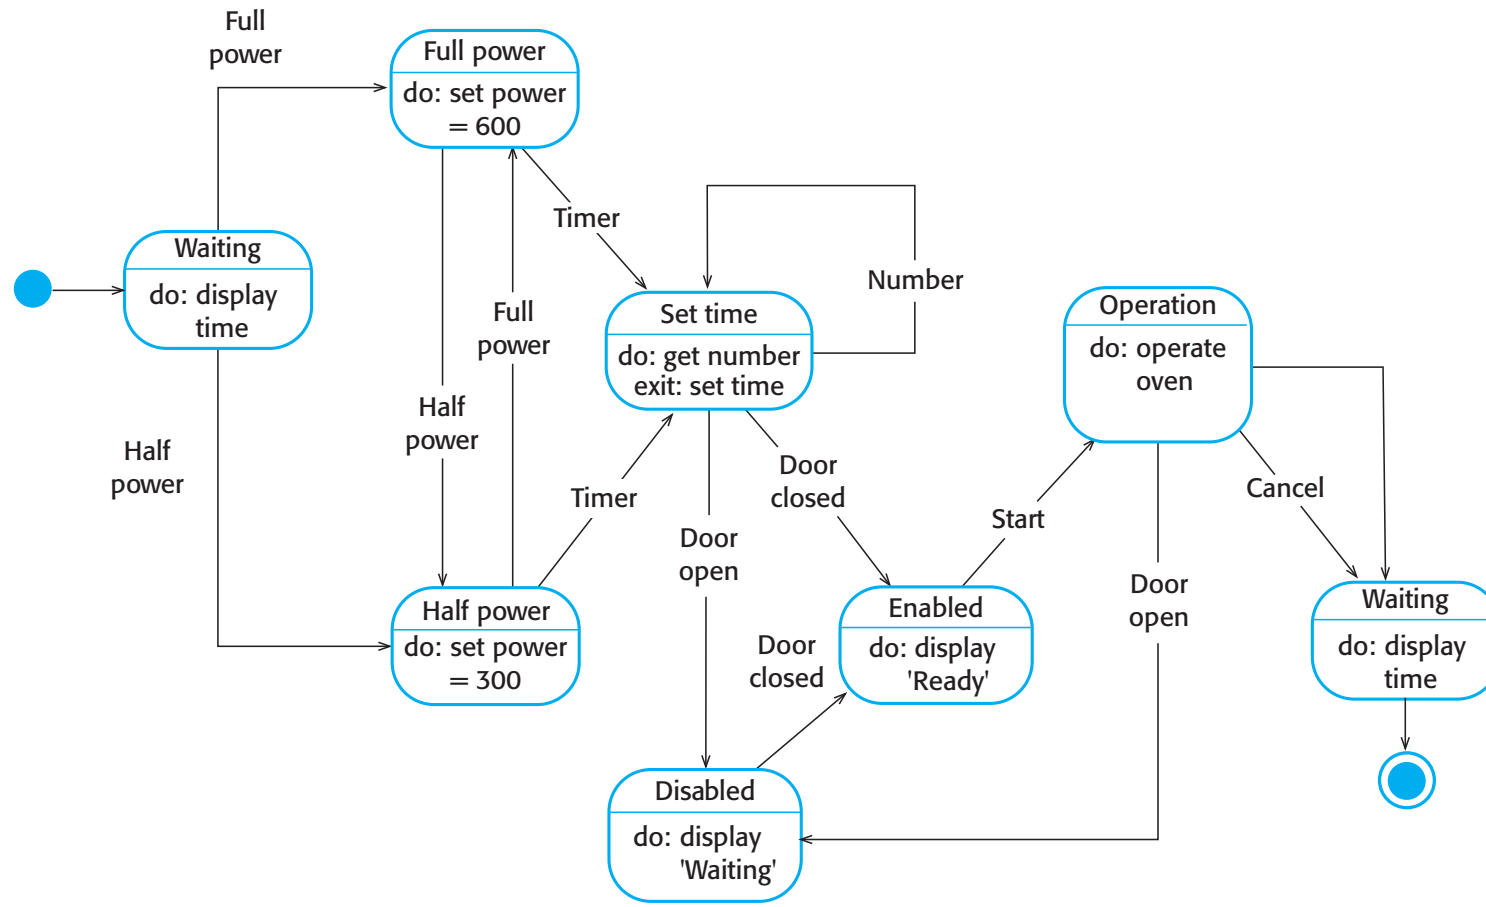 Full
power
Full power
do: set power
= 600
Timer
Waiting
do: display
time
Number
Set time
do: get number
exit: set time
Operation
do: operate
oven
Full
power
Half
power
Half
power
Timer
Door
closed
Cancel
Start
Door
open
Door
open
Half power
do: set power
= 300
Enabled
do: display
'Ready'
Door
closed
Waiting
do: display
time
Disabled
do: display
'Waiting'